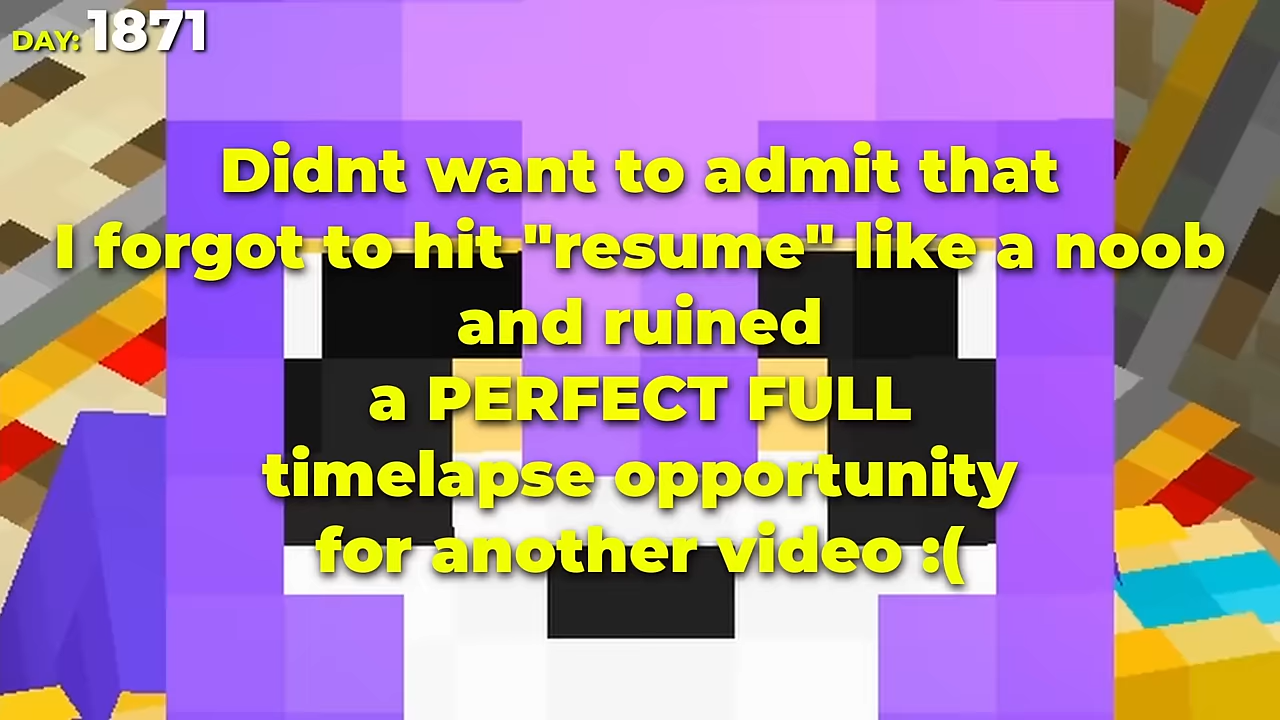 DAY: 1871
Didnt want to admit that
I forgot to hit "resume" like a noob
and ruined
a PERFECT FULL
timelapse opportunity
for another video :(